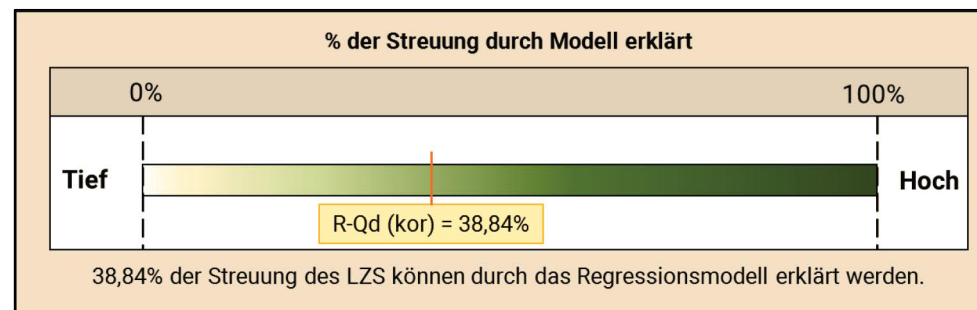 % der Streuung durch Modell erklärt
0% 100%
Tief Hoch
R-Qd (kor) = 38,84%
38,84% der Streuung des LZS können durch das Regressionsmodell erklärt werden.